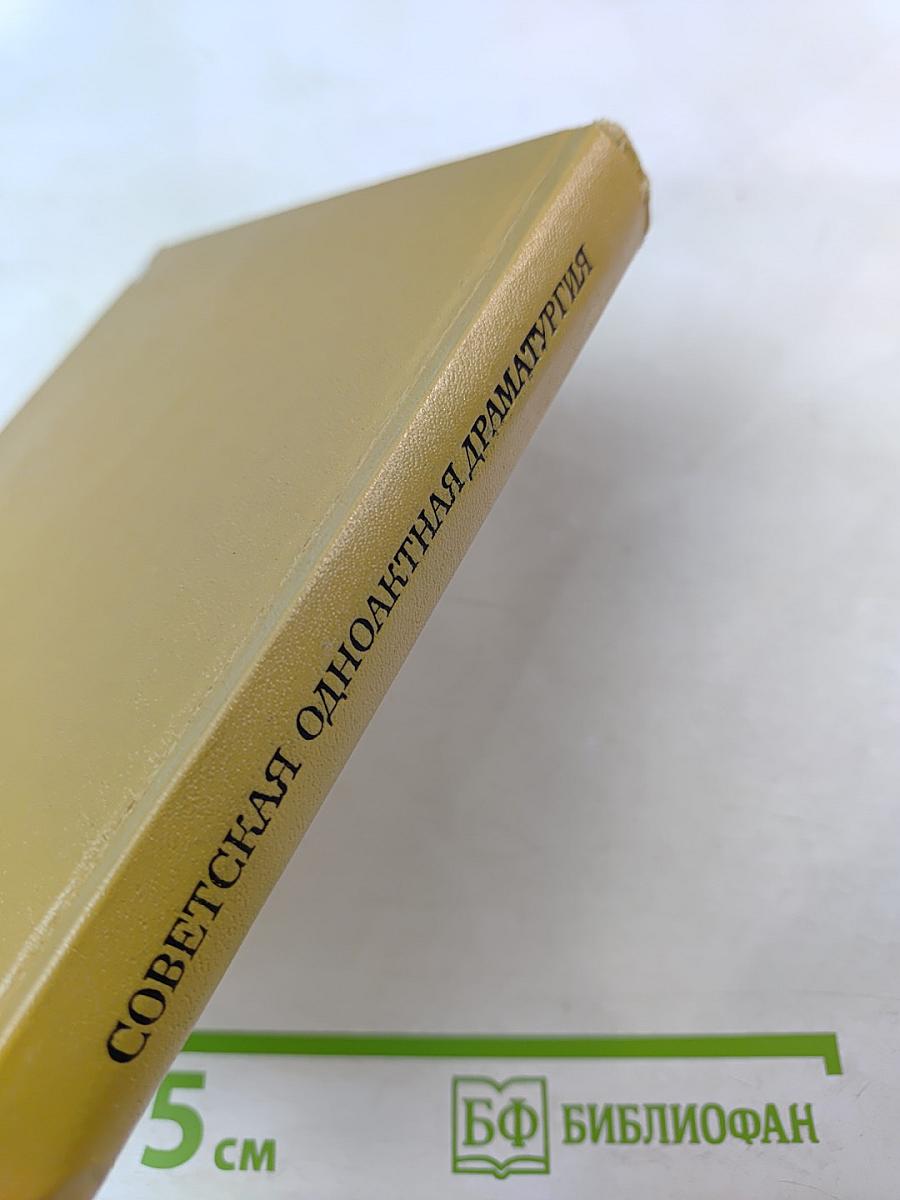 СОВЕТСКАЯ ОДНОАКТНАЯ ДРАМАТУРГИЯ
5 см
БФ БИБЛИОФАН